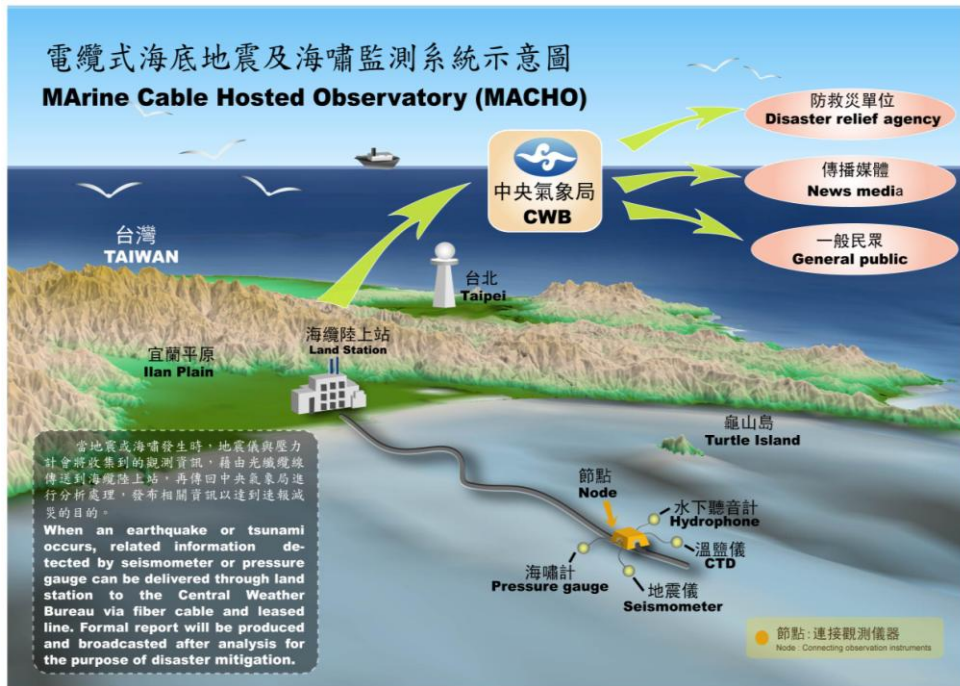 電纜式海底地震及海嘯監測系統示意圖
MArine Cable Hosted Observatory (MACHO)
防救災單位
Disaster relief agency
中央氣象局
CWB
傳播媒體
News media
一般民眾
General public
台灣
TAIWAN
台北
Taipei
海纜陸上站
Land Station
宜蘭平原
Ilan Plain
龜山島
Turtle Island
當地震或海嘯發生時，地震儀與壓力
計會將收集到的觀測資訊，藉由光纖纜線
傳送到海纜陸上站，再傳回中央氣象局進
行分析處理，發布相關資訊以達到速報減
災的目的。
When an earthquake or tsunami
occurs, related information de-
tected by seismometer or pressure
gauge can be delivered through land
station to the Central Weather
Bureau via fiber cable and leased
line. Formal report will be produced
and broadcasted after analysis for
the purpose of disaster mitigation.
節點
Node
水下聽音計
Hydrophone
溫鹽儀
CTD
海嘯計
Pressure gauge
地震儀
Seismometer
節點:連接觀測儀器
Node : Connecting observation instruments